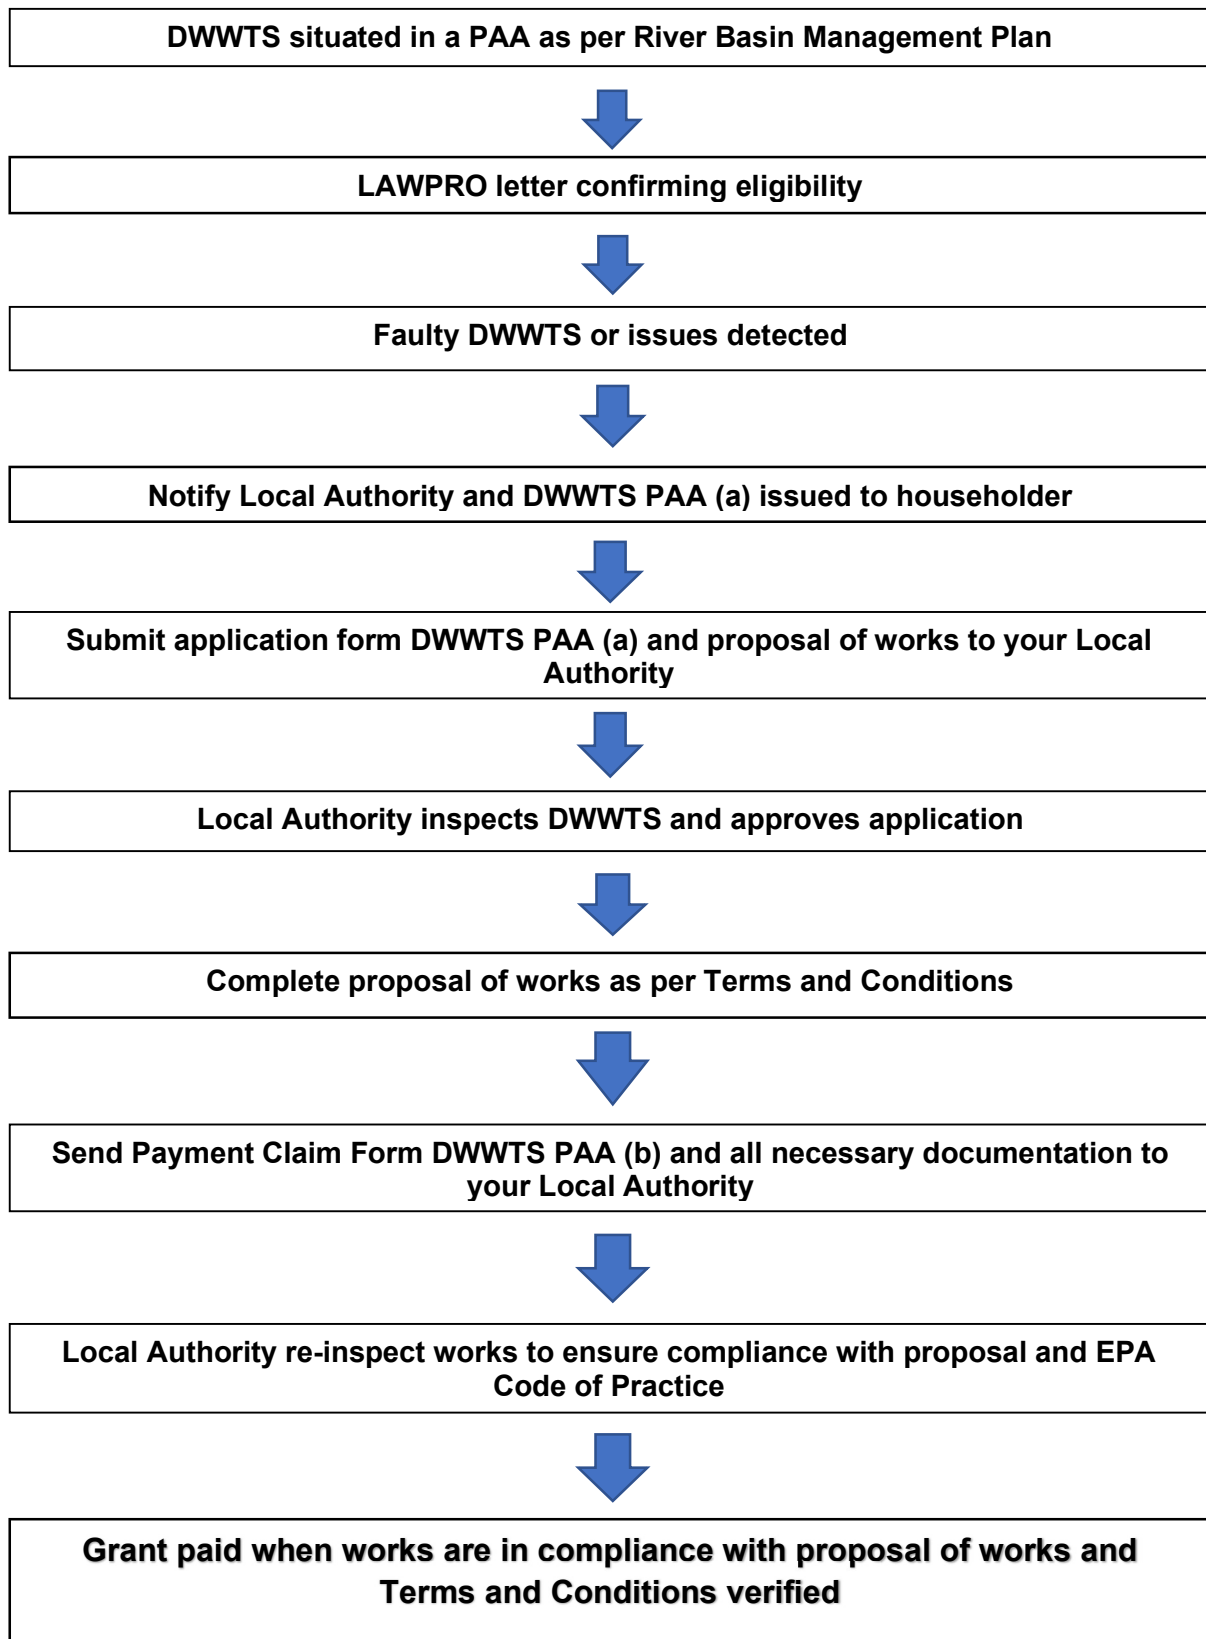 DWWTS situated in a PAA as per River Basin Management Plan
LAWPRO letter confirming eligibility
Faulty DWWTS or issues detected
Notify Local Authority and DWWTS PAA (a) issued to householder
Submit application form DWWTS PAA (a) and proposal of works to your Local
Authority
Local Authority inspects DWWTS and approves application
Complete proposal of works as per Terms and Conditions
Send Payment Claim Form DWWTS PAA (b) and all necessary documentation to
your Local Authority
Local Authority re-inspect works to ensure compliance with proposal and EPA
Code of Practice
Grant paid when works are in compliance with proposal of works and
Terms and Conditions verified